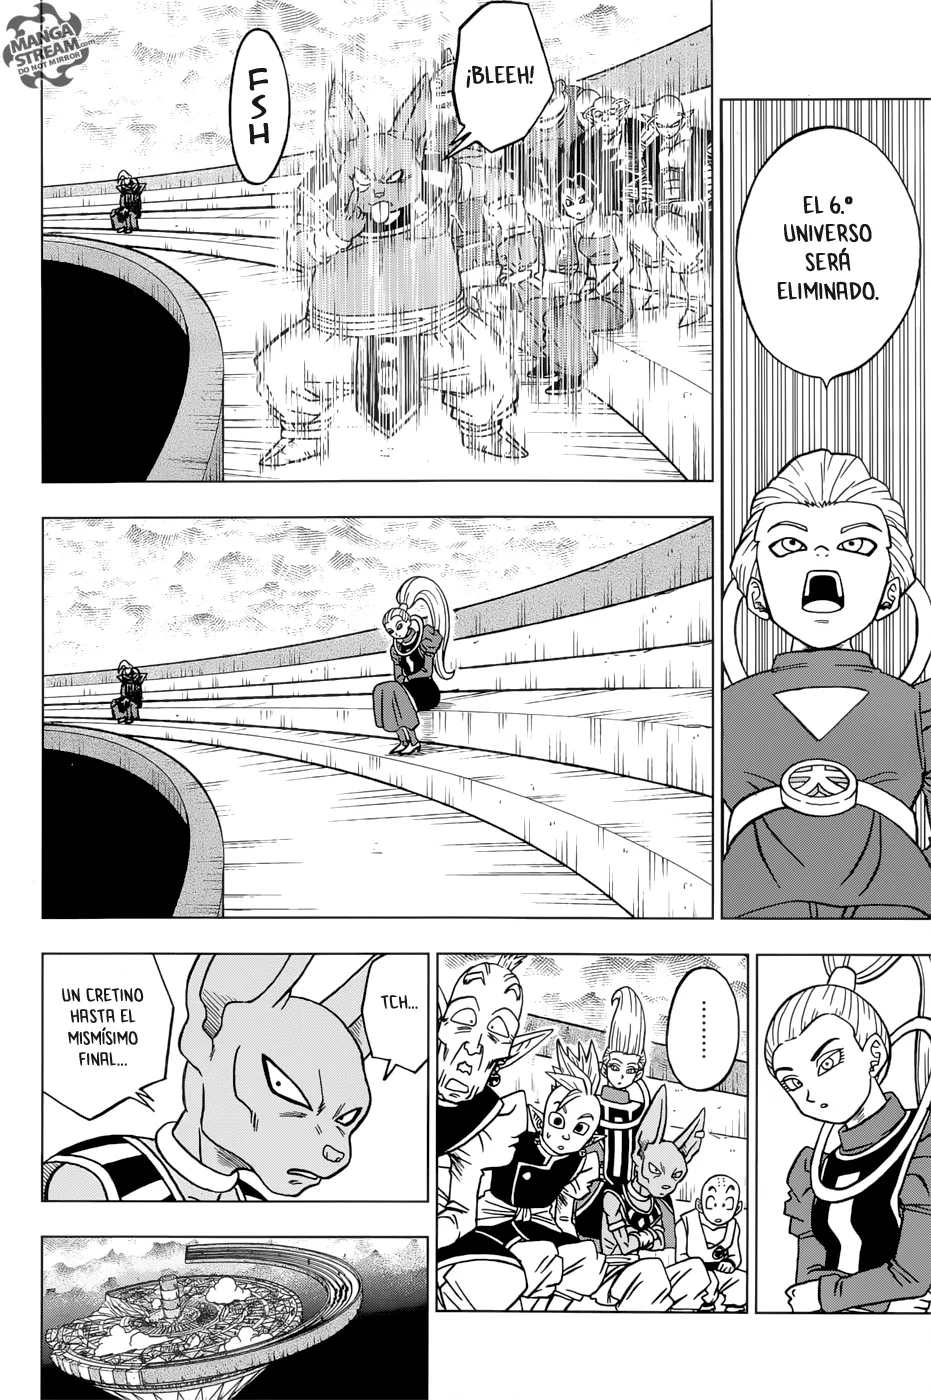 MANGA
STREAM.com
DO NOT MIRROR
EL 6.º
UNIVERSO
SERÁ
ELIMINADO.
¡BLEEH!
FSH
........
TCH...
UN CRETINO
HASTA EL
MISMÍSIMO
FINAL...